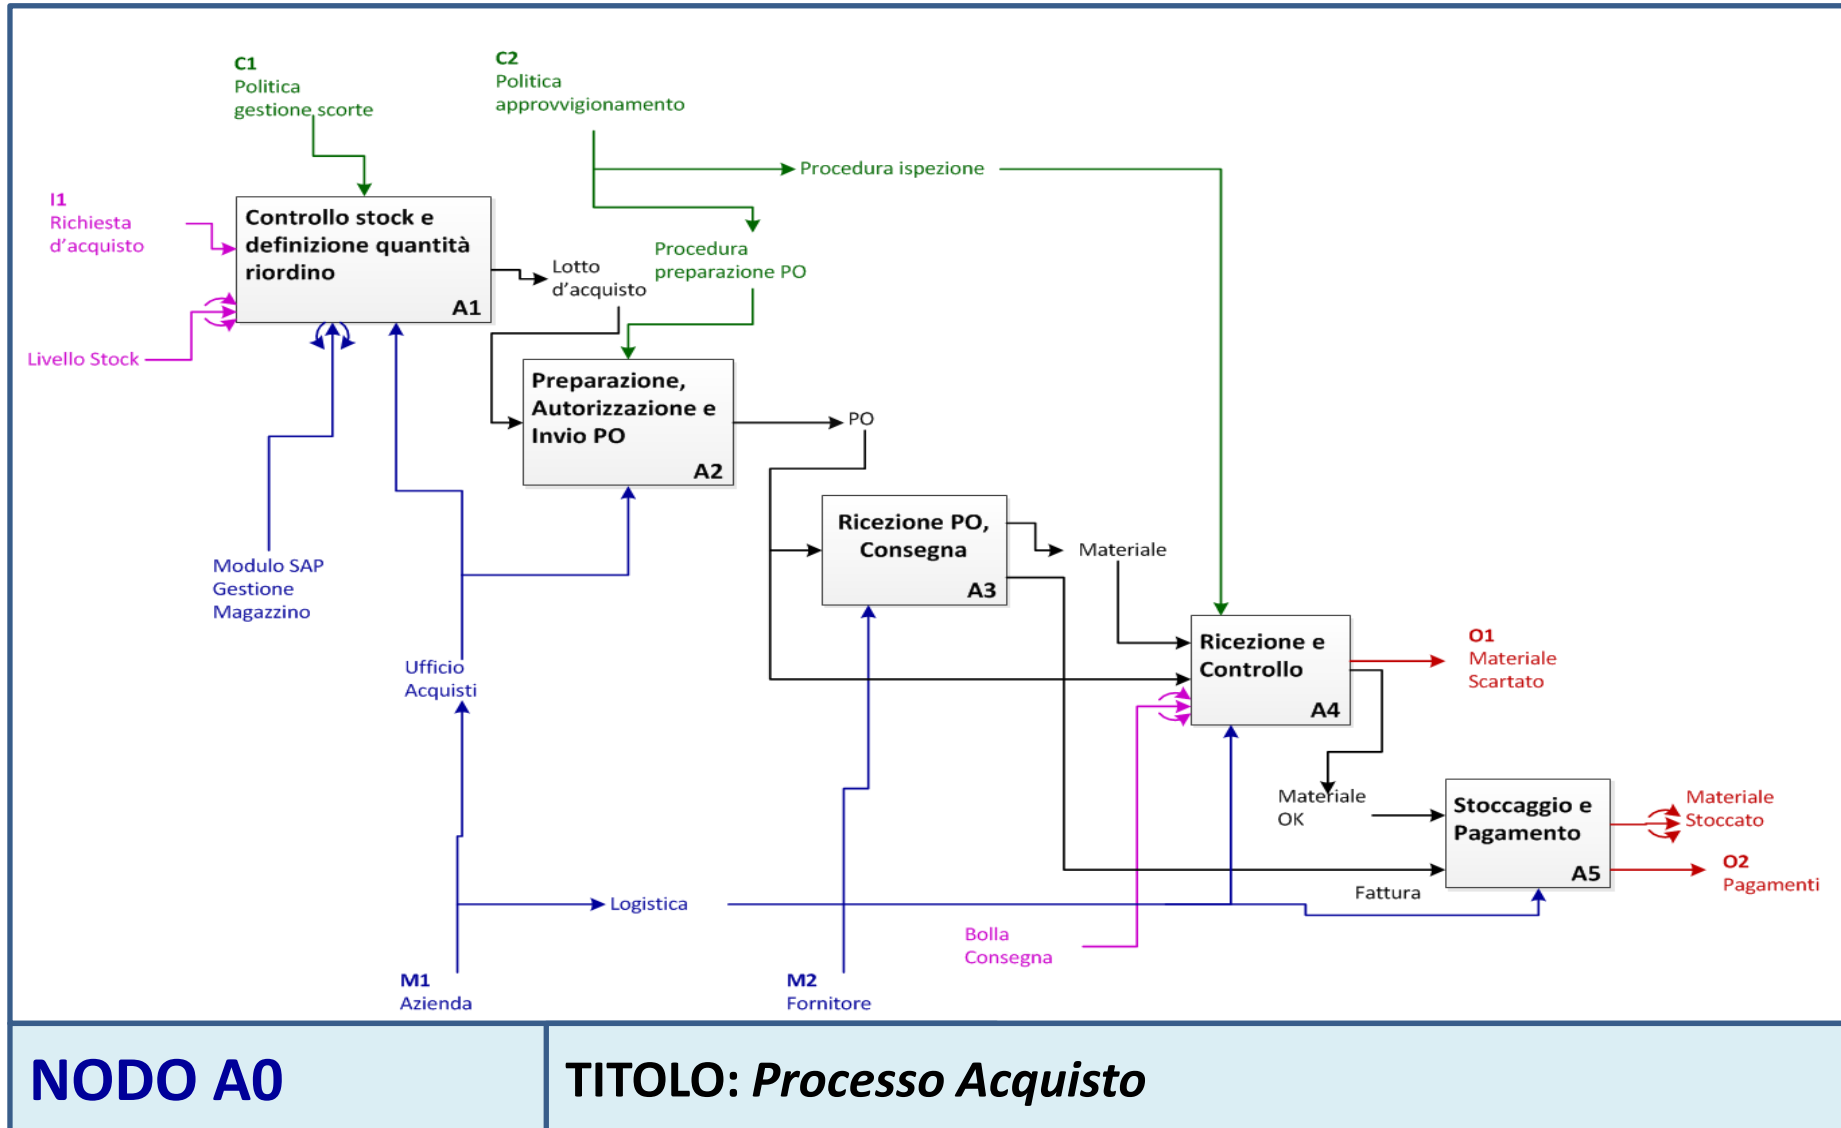 C1
Politica
gestione scorte
C2
Politica
approvvigionamento
Procedura ispezione
I1
Richiesta
d'acquisto
Controllo stock e
definizione quantità
riordino
A1
Lotto
d'acquisto
Procedura
preparazione PO
Livello Stock
Preparazione,
Autorizzazione e
Invio PO
A2
PO
Ricezione PO,
Consegna
A3
Materiale
Modulo SAP
Gestione
Magazzino
Ufficio
Acquisti
Ricezione e
Controllo
A4
O1
Materiale
Scartato
Materiale
OK
Stoccaggio e
Pagamento
A5
Materiale
Stoccato
O2
Pagamenti
Fattura
Logistica
Bolla
Consegna
M1
Azienda
M2
Fornitore
NODO A0
TITOLO: Processo Acquisto